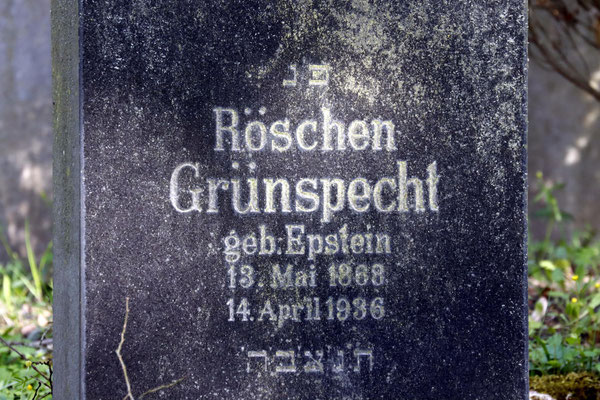 פ נ
Röschen
Grünspecht
geb: Epstein
13. Mai 1868
14. April 1936
ת'נ'צ'ב'ה'